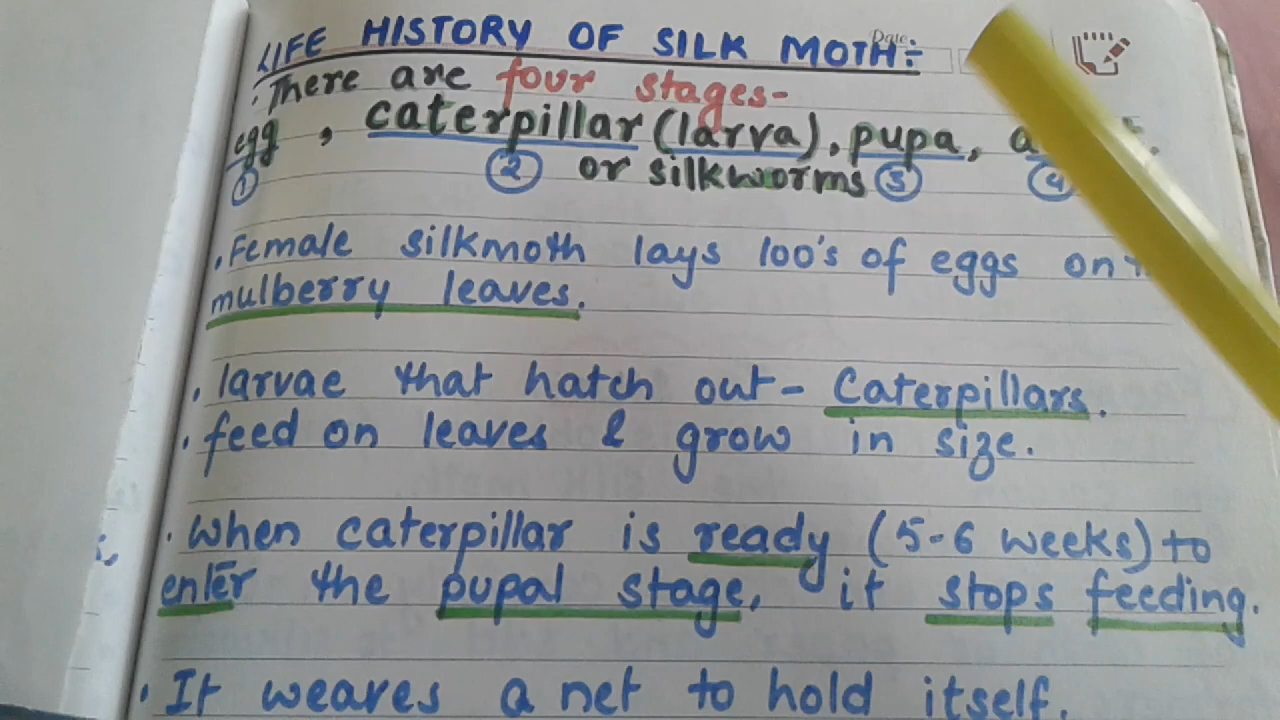 LIFE HISTORY OF SILK MOTH:-
Date
. There are four stages-
egg , caterpillar (larva), pupa,
1 2 or silkworms 3 4
. Female silkmoth lays 100's of eggs on
mulberry leaves.
. larvae that hatch out- Caterpillars.
. feed on leaves & grow in size.
. When caterpillar is ready (5-6 weeks) to
enter the pupal stage, it stops feeding.
. It weaves a net to hold itself.